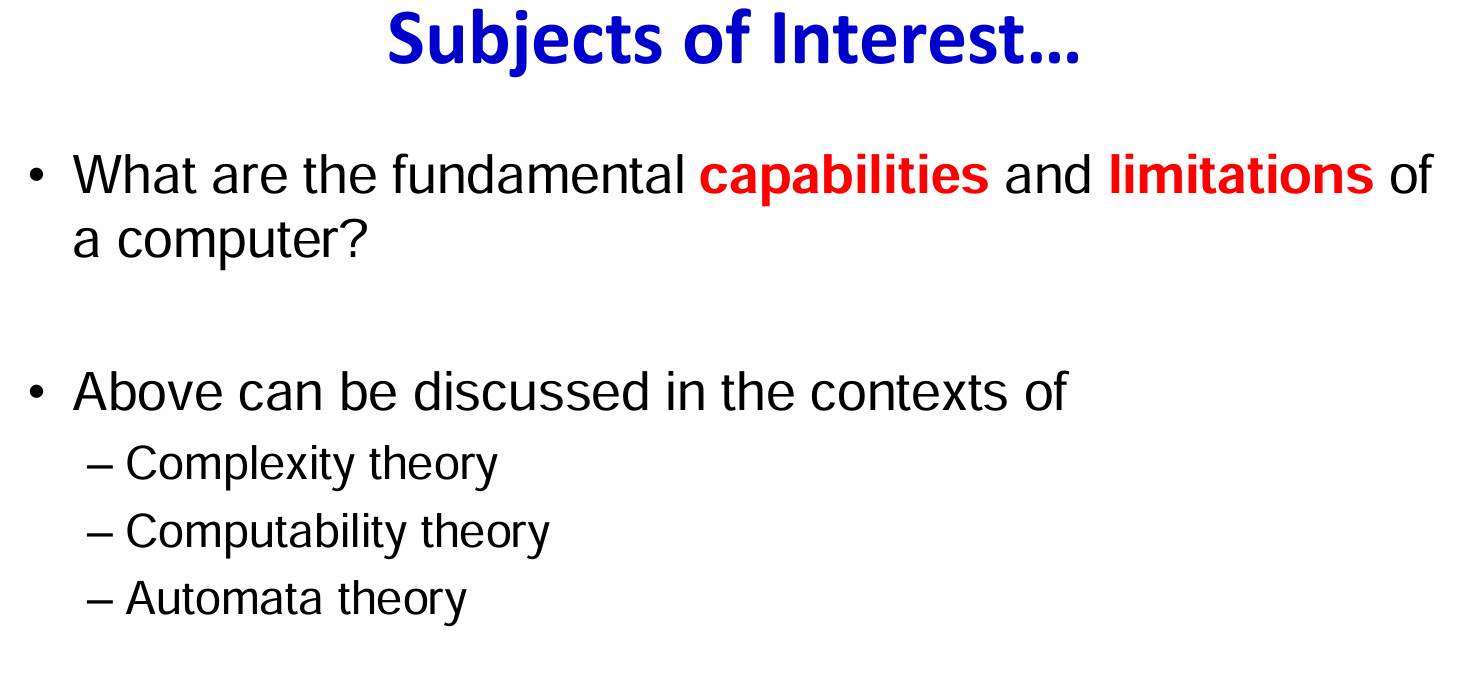 Subjects of Interest…
• What are the fundamental capabilities and limitations of
a computer?
• Above can be discussed in the contexts of
– Complexity theory
– Computability theory
– Automata theory